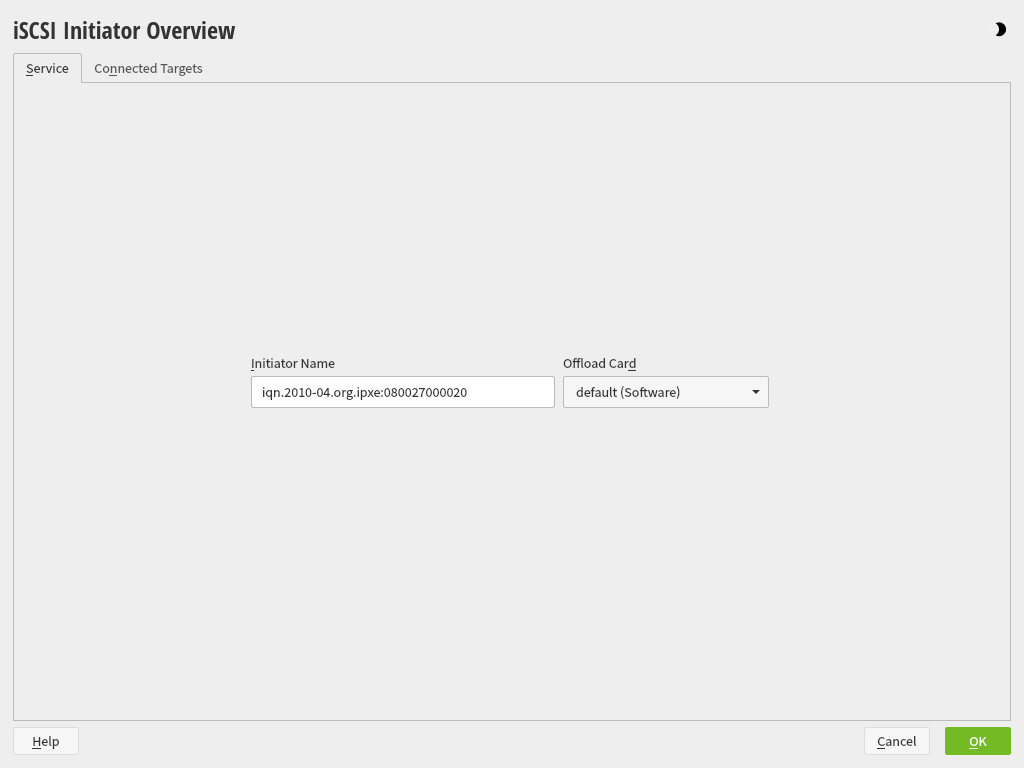 iSCSI Initiator Overview
Service Connected Targets
Initiator Name Offload Card
iqn.2010-04.org.ipxe:080027000020 default (Software)
Help Cancel OK